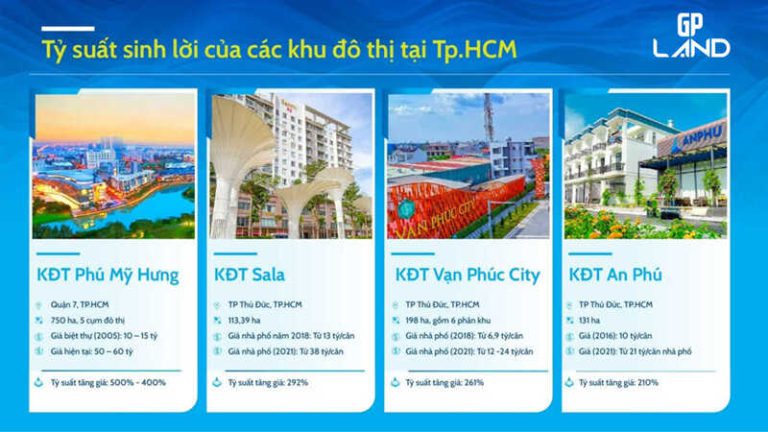 GP
LAND
Tỷ suất sinh lời của các khu đô thị tại Tp.HCM
ANPHU
VẠN PHÚC CITY
KĐT Phú Mỹ Hưng
Quận 7, TP.HCM
750 ha, 5 cụm đô thị
Giá biệt thự (2005): 10 – 15 tỷ
Giá hiện tại: 50 – 60 tỷ
Tỷ suất tăng giá: 500% - 400%
KĐT Sala
TP Thủ Đức, TP.HCM
113,39 ha
Giá nhà phố năm 2018: Từ 13 tỷ/căn
Giá nhà phố (2021): Từ 38 tỷ/căn
Tỷ suất tăng giá: 292%
KĐT Vạn Phúc City
TP Thủ Đức, TP.HCM
198 ha, gồm 6 phân khu
Giá nhà phố (2018): Từ 6,9 tỷ/căn
Giá nhà phố (2021): Từ 12 -24 tỷ/căn
Tỷ suất tăng giá: 261%
KĐT An Phú
TP Thủ Đức, TP.HCM
131 ha
Giá (2016): 10 tỷ/căn
Giá (2021): Từ 21 tỷ/căn nhà phố
Tỷ suất tăng giá: 210%